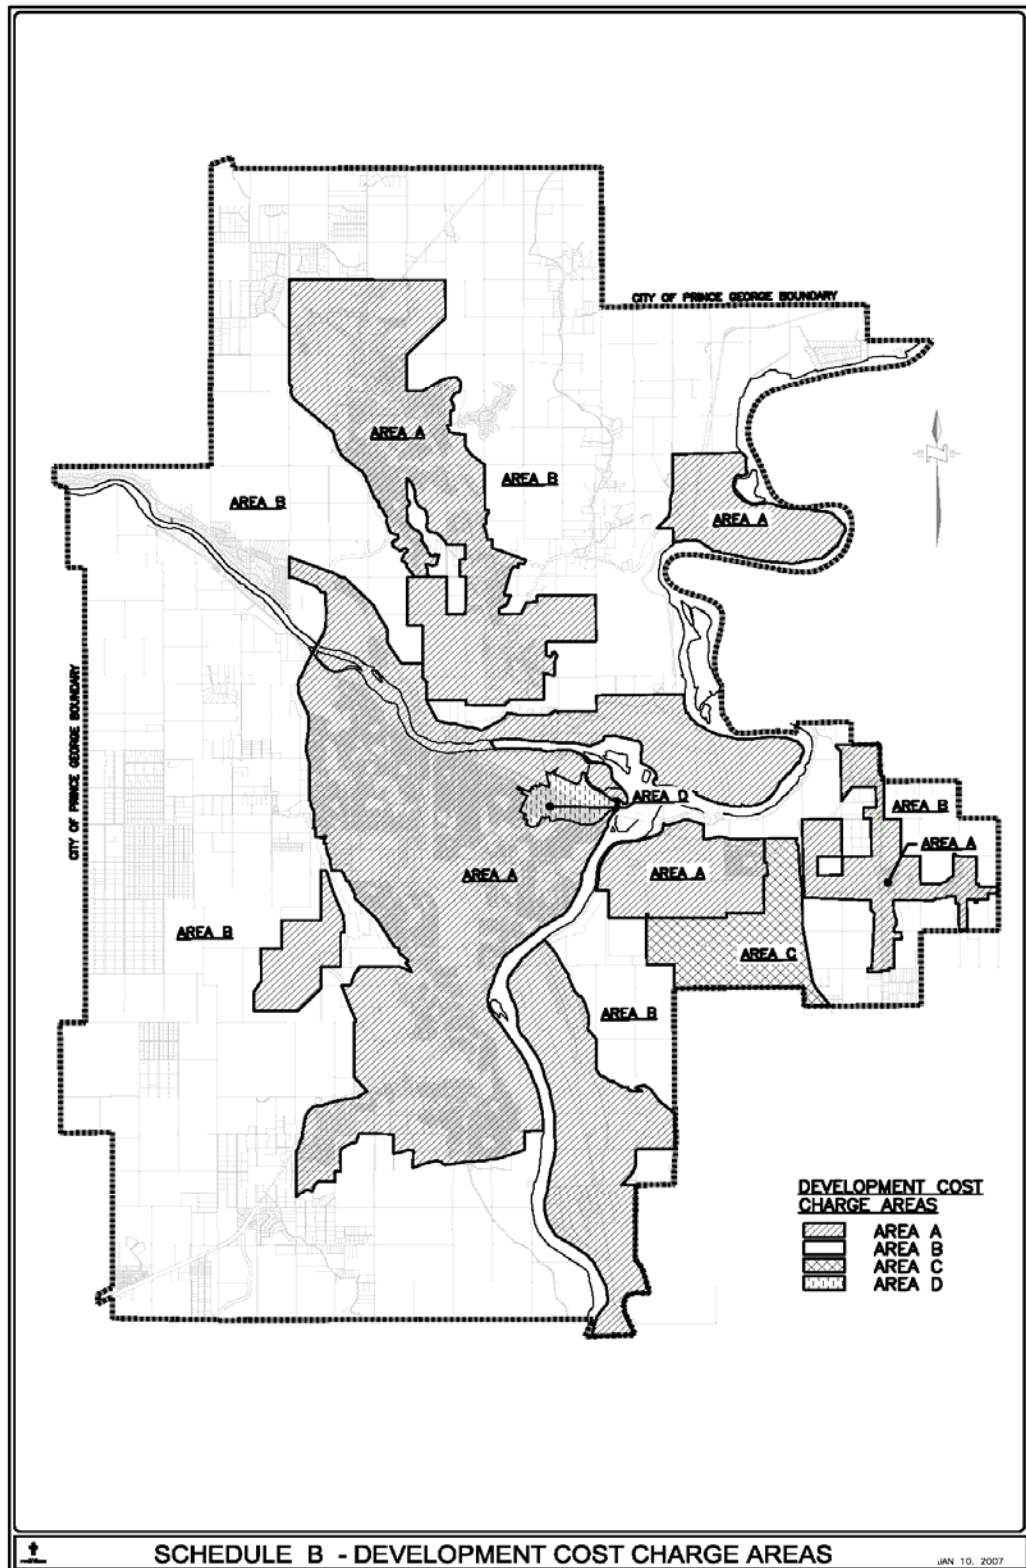 CITY OF PRINCE GEORGE BOUNDARY
AREA A
AREA B
AREA B
AREA A
CITY OF PRINCE GEORGE BOUNDARY
AREA D
AREA B
AREA A
AREA A
AREA A
AREA B
AREA C
AREA B
DEVELOPMENT COST
CHARGE AREAS
AREA A
AREA B
AREA C
AREA D
SCHEDULE B - DEVELOPMENT COST CHARGE AREAS
JAN 10, 2007